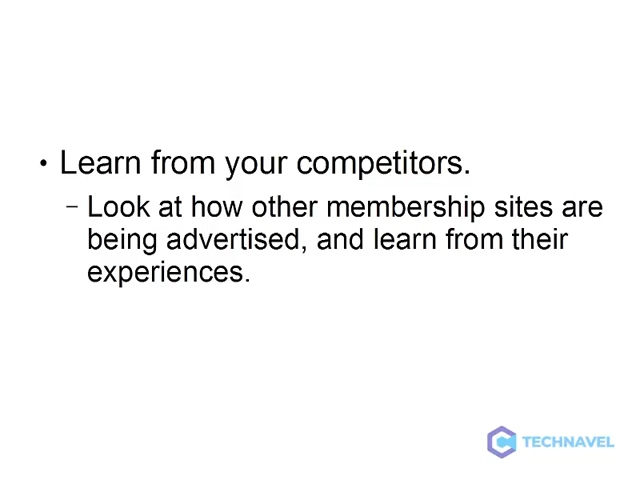 • Learn from your competitors.
– Look at how other membership sites are
being advertised, and learn from their
experiences.
TECHNAVEL